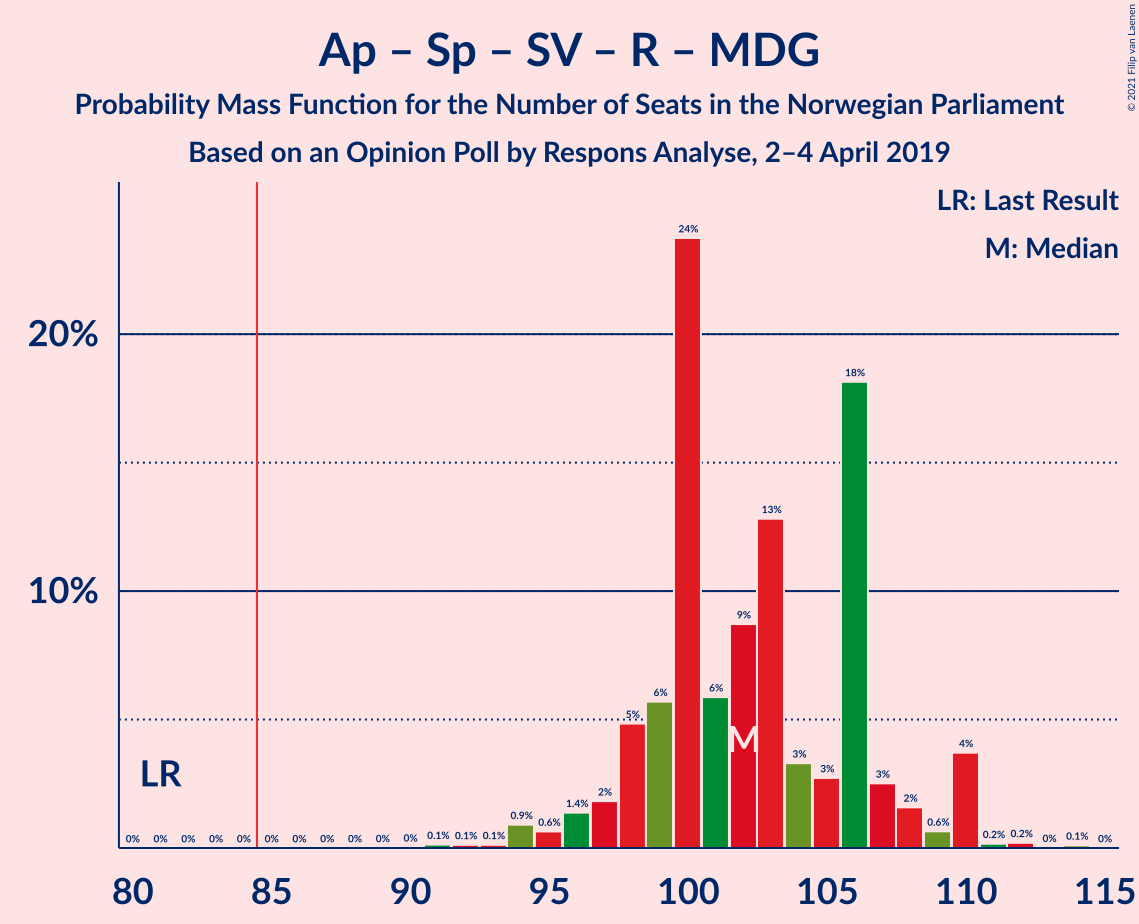 Ap – Sp – SV – R – MDG
Probability Mass Function for the Number of Seats in the Norwegian Parliament
Based on an Opinion Poll by Respons Analyse, 2–4 April 2019
© 2021 Filip van Laenen
LR: Last Result
M: Median
20%
10%
LR
M
0% 0% 0% 0% 0% 0% 0% 0% 0% 0% 0% 0.1% 0.1% 0.1% 0.9% 0.6% 1.4% 2% 5% 6% 24% 6% 9% 13% 3% 3% 18% 3% 2% 0.6% 4% 0.2% 0.2% 0% 0.1% 0%
80 85 90 95 100 105 110 115